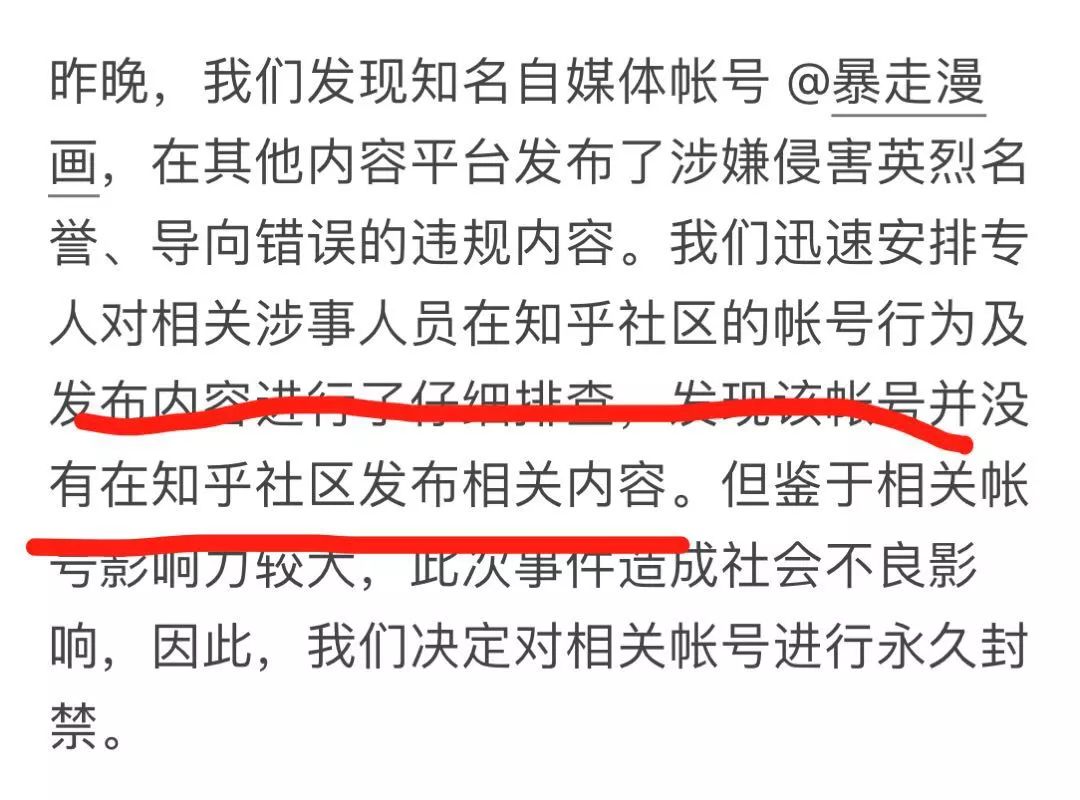 昨晚，我们发现知名自媒体帐号 @暴走漫
画，在其他内容平台发布了涉嫌侵害英烈名
誉、导向错误的违规内容。我们迅速安排专
人对相关涉事人员在知乎社区的帐号行为及
发布内容进行了仔细排查，发现该帐号并没
有在知乎社区发布相关内容。但鉴于相关帐
号影响力较大，此次事件造成社会不良影
响，因此，我们决定对相关帐号进行永久封
禁。